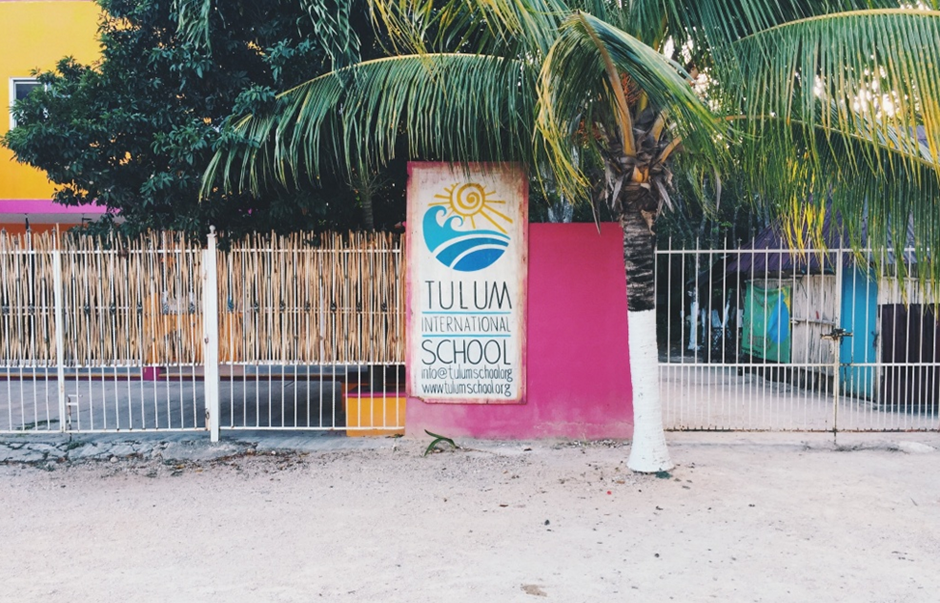 TULUM
INTERNATIONAL
SCHOOL
info@tulumschool.org
www.tulumschool.org